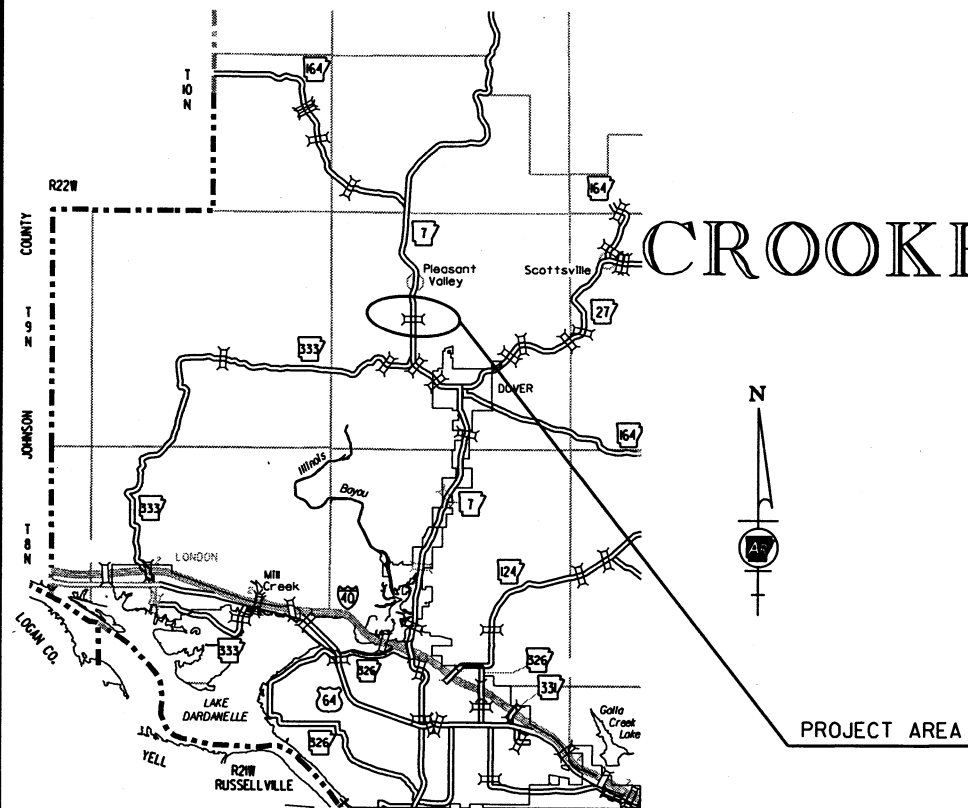 164
T
10
N
R22W
164
COUNTY
CROOK
7
Pleasant
Valley
Scottsville
T
9
N
27
333
DOVER
N
JOHNSON
164
Illinois
Bayou
333
7
T
8
N
LONDON
AR
Mill
Creek
124
40
LOGAN CO.
333
326
326
331
64
LAKE
DARDANELLE
Galla
Creek
Lake
326
PROJECT AREA
YELL
R21W
RUSSELLVILLE